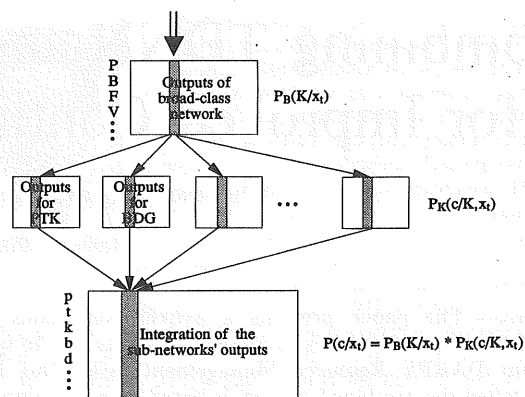 P
B
F
V
Outputs of
broad-class
network
P_B(K/x_t)
Outputs
for
PTK
Outputs
for
BDG
...
P_K(c/K,x_t)
p
t
k
b
d
Integration of the
sub-networks' outputs
P(c/x_t) = P_B(K/x_t) * P_K(c/K,x_t)